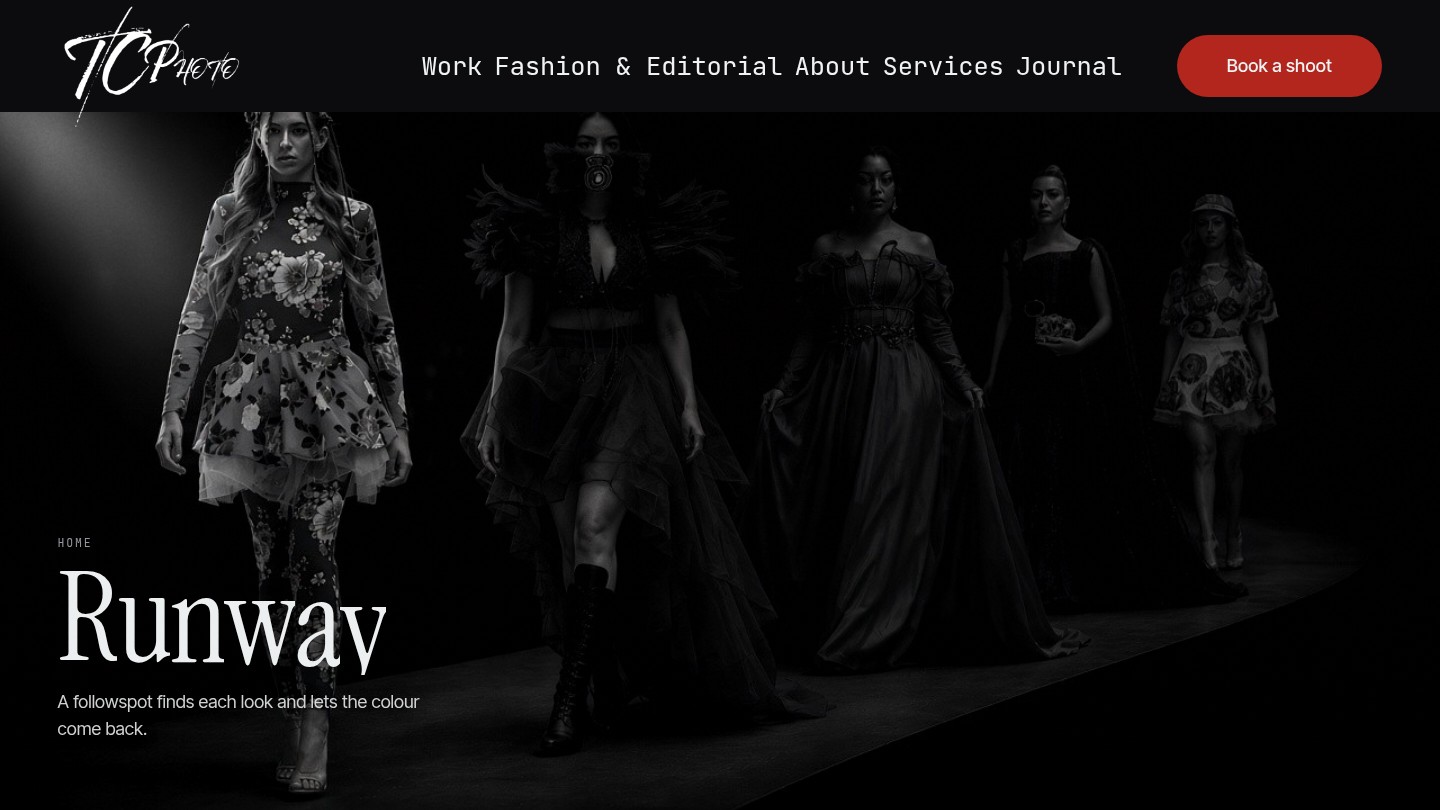 TCPhoto
Work Fashion & Editorial About Services Journal
Book a shoot
HOME
Runway
A followspot finds each look and lets the colour
come back.